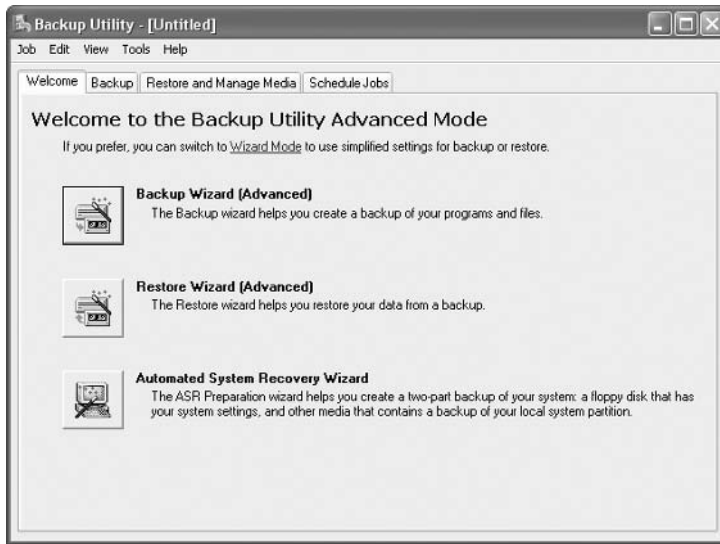 Backup Utility - [Untitled]
Job Edit View Tools Help
Welcome Backup Restore and Manage Media Schedule Jobs
Welcome to the Backup Utility Advanced Mode
If you prefer, you can switch to Wizard Mode to use simplified settings for backup or restore.
Backup Wizard (Advanced)
The Backup wizard helps you create a backup of your programs and files.
Restore Wizard (Advanced)
The Restore wizard helps you restore your data from a backup.
Automated System Recovery Wizard
The ASR Preparation wizard helps you create a two-part backup of your system: a floppy disk that has
your system settings, and other media that contains a backup of your local system partition.